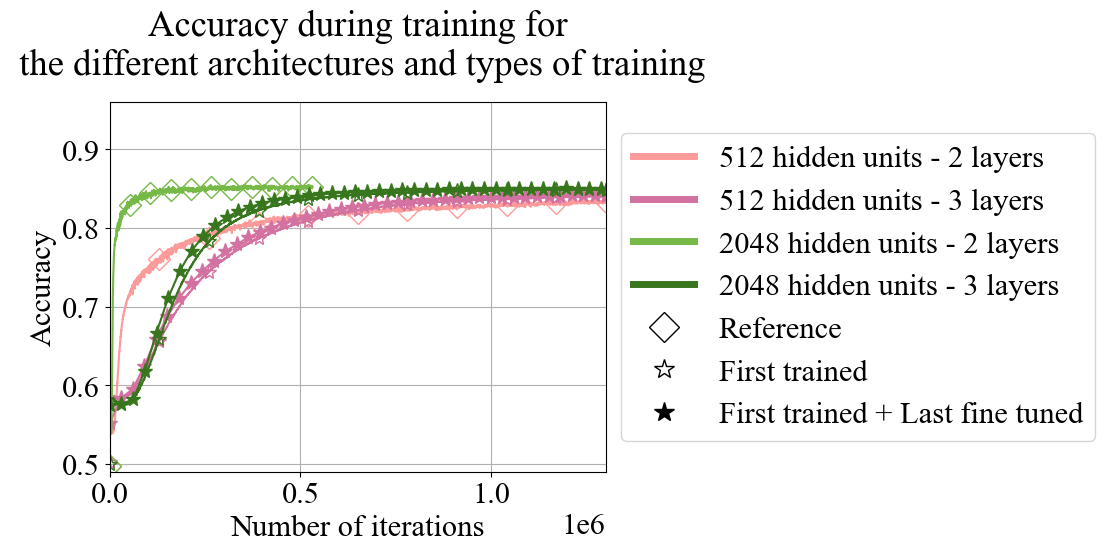 Accuracy during training for
the different architectures and types of training
Accuracy
0.9
0.8
0.7
0.6
0.5
0.0
0.5
1.0
1e6
Number of iterations
512 hidden units - 2 layers
512 hidden units - 3 layers
2048 hidden units - 2 layers
2048 hidden units - 3 layers
Reference
First trained
First trained + Last fine tuned